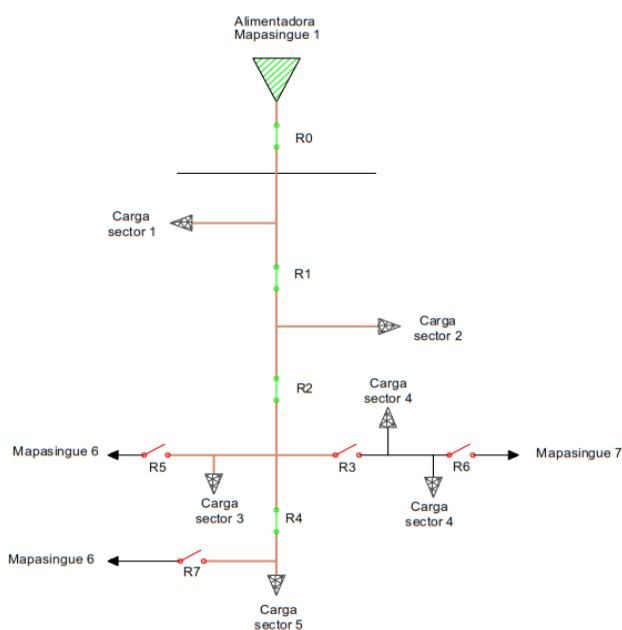 Alimentadora
Mapasingue 1
R0
Carga
sector 1
R1
Carga
sector 2
R2
Carga
sector 4
Mapasingue 6
R5
R3
R6
Mapasingue 7
Carga
sector 3
Carga
sector 4
R4
Mapasingue 6
R7
Carga
sector 5